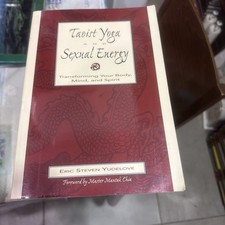 Taoist Yoga
AND
Sexual Energy
Transforming Your Body,
Mind, and Spirit
Eric Steven Yudelove
Foreword by Master Mantak Chia